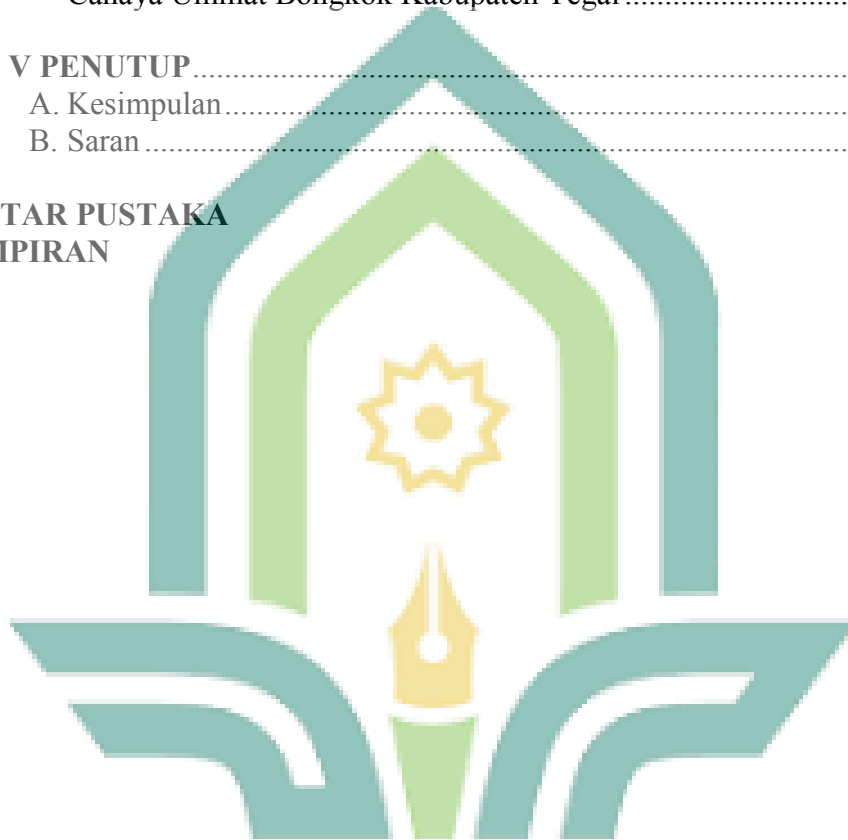 Cahaya Ummat Bongkok Kabupaten Tegal..............................
V PENUTUP....................................................................................
A. Kesimpulan...............................................................................
B. Saran.........................................................................................
TAR PUSTAKA
IPIRAN